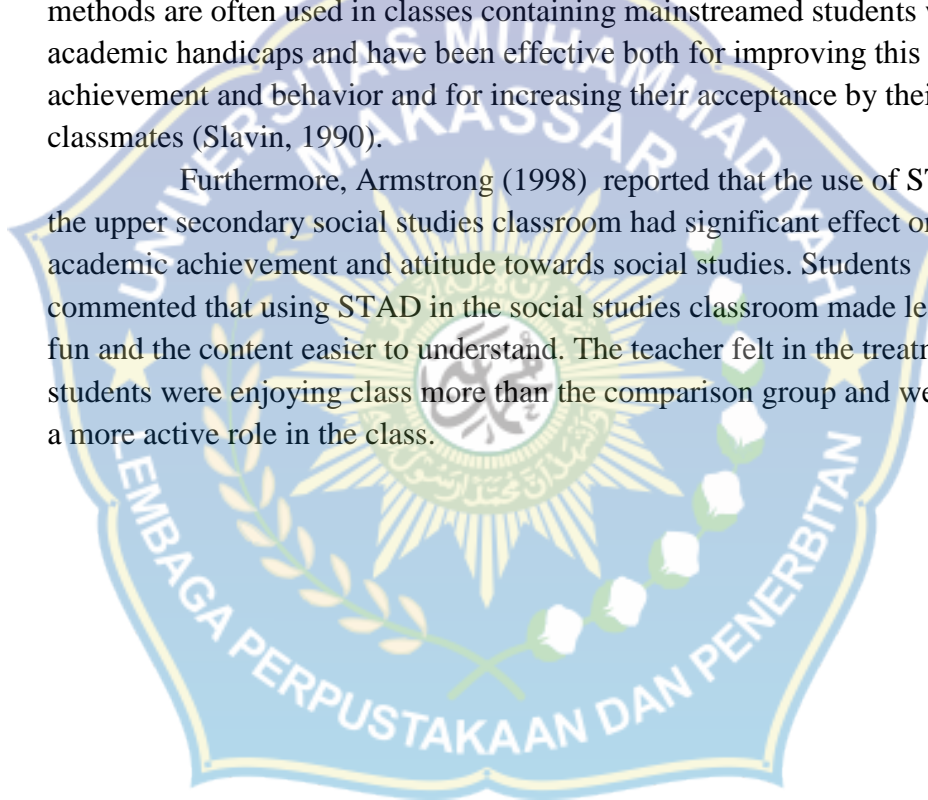 methods are often used in classes containing mainstreamed students
academic handicaps and have been effective both for improving this
achievement and behavior and for increasing their acceptance by thei
classmates (Slavin, 1990).
Furthermore, Armstrong (1998) reported that the use of ST
the upper secondary social studies classroom had significant effect o
academic achievement and attitude towards social studies. Students
commented that using STAD in the social studies classroom made le
fun and the content easier to understand. The teacher felt in the treat
students were enjoying class more than the comparison group and we
a more active role in the class.
UNIVERSITAS MUHAMMADIYAH
MAKASSAR
LEMBAGA PERPUSTAKAAN DAN PENERBITAN